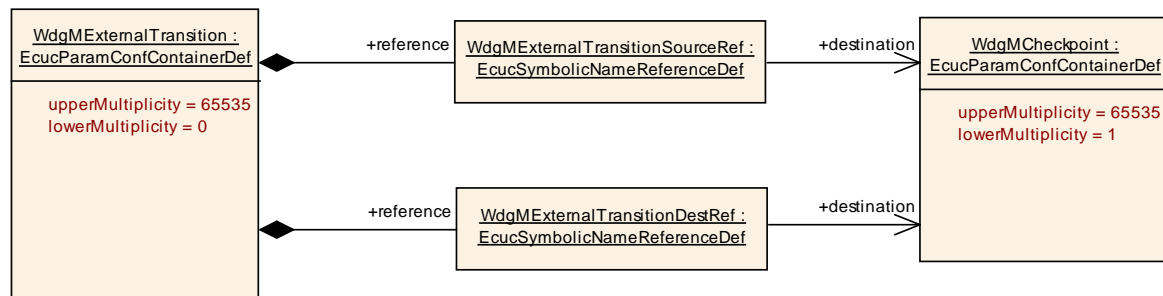 WdgMExternalTransition :
EcucParamConfContainerDef
upperMultiplicity = 65535
lowerMultiplicity = 0
+reference
WdgMExternalTransitionSourceRef :
EcucSymbolicNameReferenceDef
+destination
WdgMCheckpoint :
EcucParamConfContainerDef
upperMultiplicity = 65535
lowerMultiplicity = 1
+reference
WdgMExternalTransitionDestRef :
EcucSymbolicNameReferenceDef
+destination